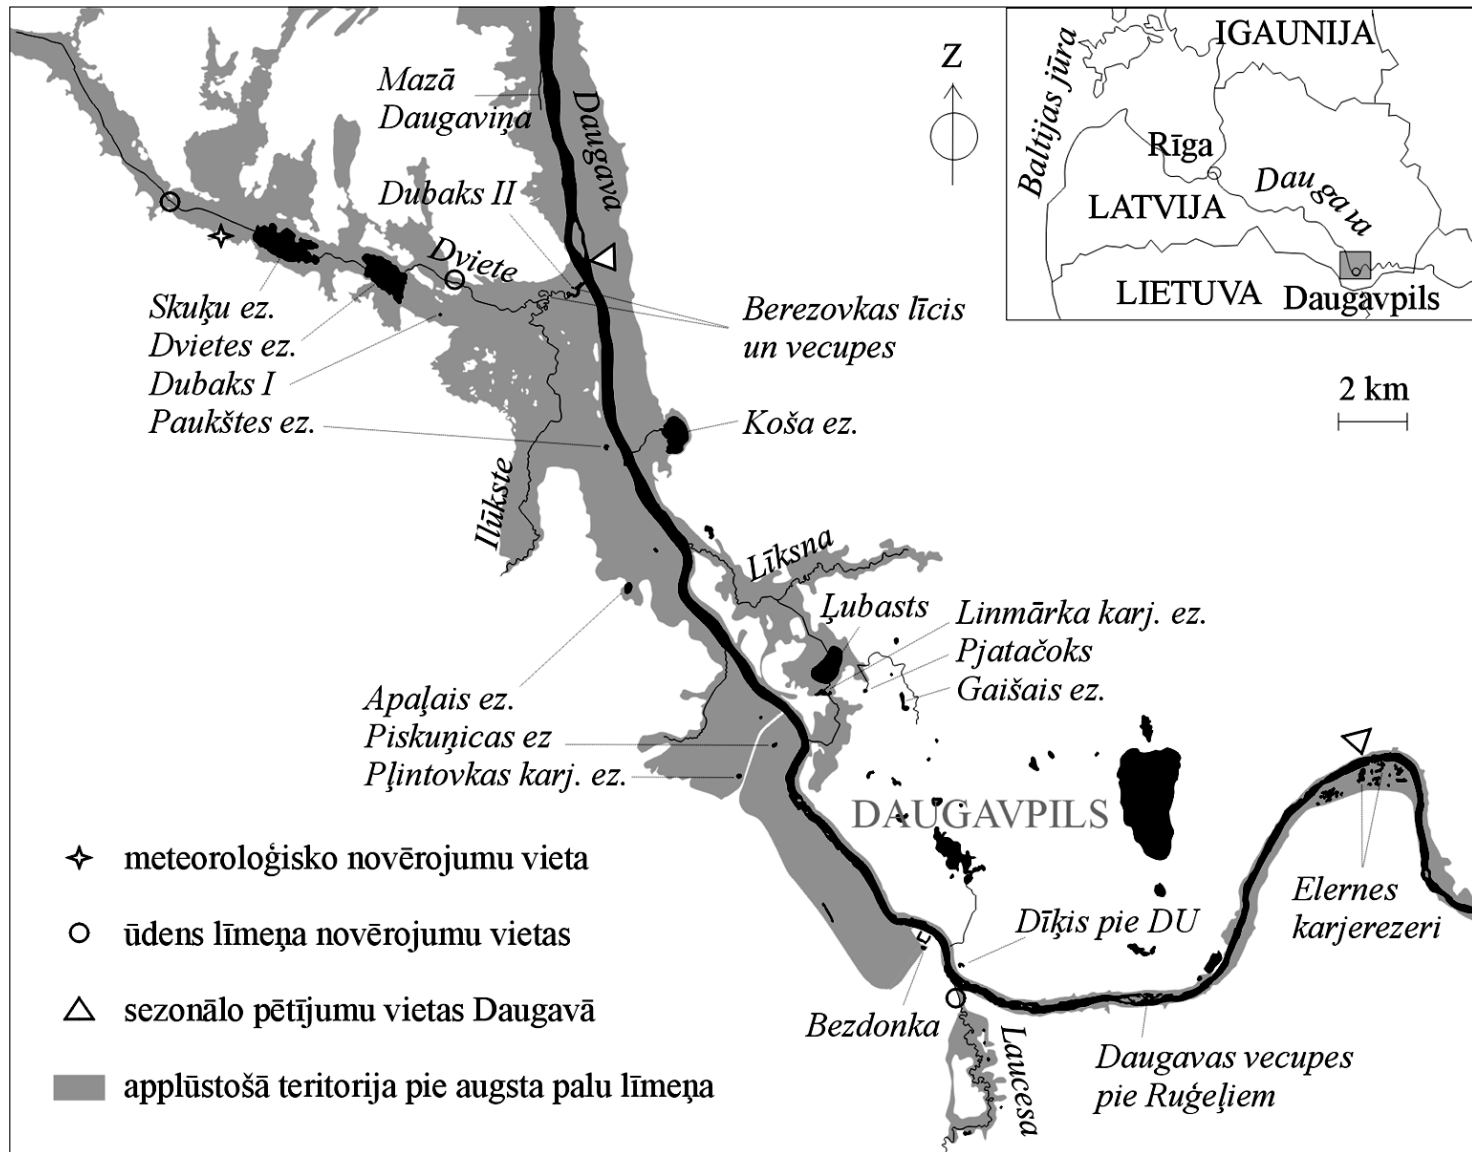 Mazā
Daugaviņa
Daugava
Dubaks II
Dviete
Skuķu ez.
Dvietes ez.
Dubaks I
Paukštes ez.
Berezovkas līcis
un vecupes
Koša ez.
Ilūkste
Līksna
Ļubasts
Linmārka karj. ez.
Pjatačoks
Gaišais ez.
Apaļais ez.
Piskuņicas ez
Pļintovkas karj. ez.
DAUGAVPILS
Elernes
karjerezeri
Dīķis pie DU
Bezdonka
Laucesa
Daugavas vecupes
pie Ruģeļiem
Z
2 km
IGAUNIJA
Baltijas jūra
Rīga
Daugava
LATVIJA
LIETUVA
Daugavpils
meteoroloģisko novērojumu vieta
ūdens līmeņa novērojumu vietas
sezonālo pētījumu vietas Daugavā
applūstošā teritorija pie augsta palu līmeņa